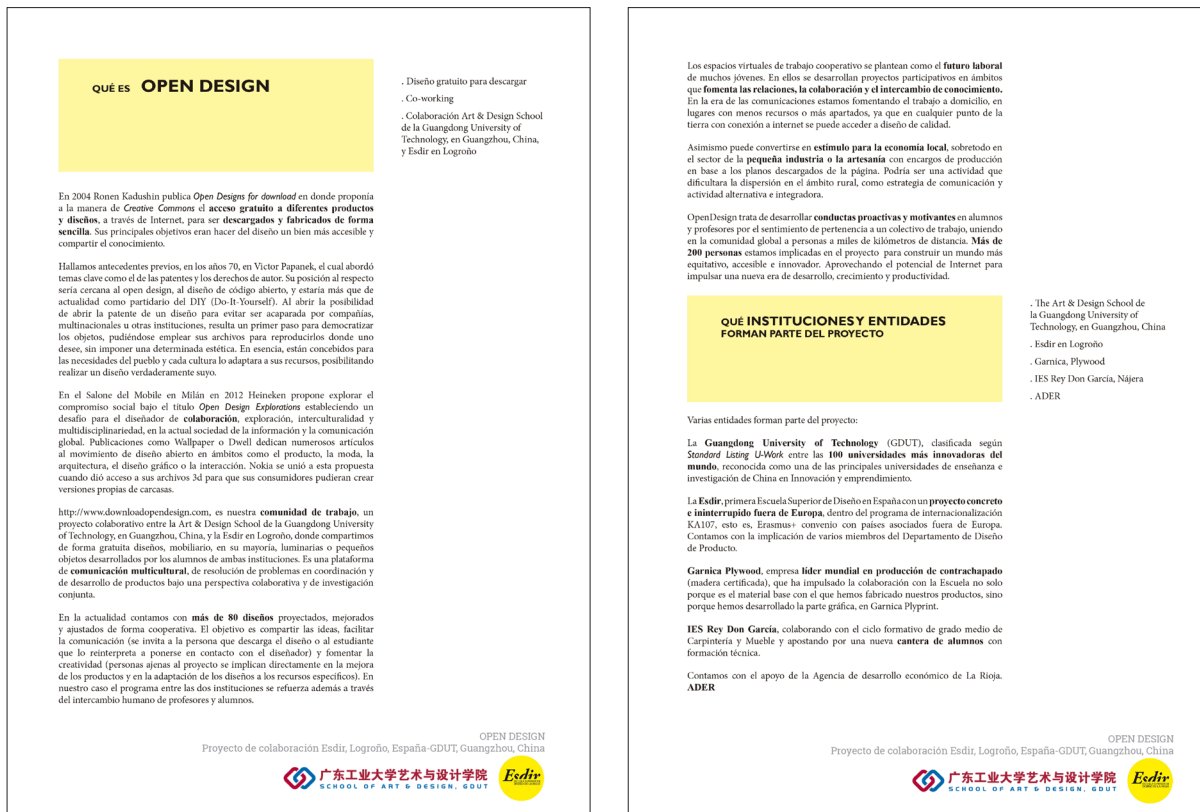 QUÉ ES OPEN DESIGN
. Diseño gratuito para descargar
. Co-working
. Colaboración Art & Design School
de la Guangdong University of
Technology, en Guangzhou, China,
y Esdir en Logroño
En 2004 Ronen Kadushin publica Open Designs for download en donde proponía
a la manera de Creative Commons el acceso gratuito a diferentes productos
y diseños, a través de Internet, para ser descargados y fabricados de forma
sencilla. Sus principales objetivos eran hacer del diseño un bien más accesible y
compartir el conocimiento.
Hallamos antecedentes previos, en los años 70, en Victor Papanek, el cual abordó
temas clave como el de las patentes y los derechos de autor. Su posición al respecto
sería cercana al open design, al diseño de código abierto, y estaría más que de
actualidad como partidario del DIY (Do-It-Yourself). Al abrir la posibilidad
de abrir la patente de un diseño para evitar ser acaparada por compañías,
multinacionales u otras instituciones, resulta un primer paso para democratizar
los objetos, pudiéndose emplear sus archivos para reproducirlos donde uno
desee, sin imponer una determinada estética. En esencia, están concebidos para
las necesidades del pueblo y cada cultura lo adaptara a sus recursos, posibilitando
realizar un diseño verdaderamente suyo.
En el Salone del Mobile en Milán en 2012 Heineken propone explorar el
compromiso social bajo el título Open Design Explorations estableciendo un
desafío para el diseñador de colaboración, exploración, interculturalidad y
multidisciplinariedad, en la actual sociedad de la información y la comunicación
global. Publicaciones como Wallpaper o Dwell dedican numerosos artículos
al movimiento de diseño abierto en ámbitos como el producto, la moda, la
arquitectura, el diseño gráfico o la interacción. Nokia se unió a esta propuesta
cuando dió acceso a sus archivos 3d para que sus consumidores pudieran crear
versiones propias de carcasas.
http://www.downloadopendesign.com, es nuestra comunidad de trabajo, un
proyecto colaborativo entre la Art & Design School de la Guangdong University
of Technology, en Guangzhou, China, y la Esdir en Logroño, donde compartimos
de forma gratuita diseños, mobiliario, en su mayoría, luminarias o pequeños
objetos desarrollados por los alumnos de ambas instituciones. Es una plataforma
de comunicación multicultural, de resolución de problemas en coordinación y
de desarrollo de productos bajo una perspectiva colaborativa y de investigación
conjunta.
En la actualidad contamos con más de 80 diseños proyectados, mejorados
y ajustados de forma cooperativa. El objetivo es compartir las ideas, facilitar
la comunicación (se invita a la persona que descarga el diseño o al estudiante
que lo reinterpreta a ponerse en contacto con el diseñador) y fomentar la
creatividad (personas ajenas al proyecto se implican directamente en la mejora
de los productos y en la adaptación de los diseños a los recursos específicos). En
nuestro caso el programa entre las dos instituciones se refuerza además a través
del intercambio humano de profesores y alumnos.
OPEN DESIGN
Proyecto de colaboración Esdir, Logroño, España-GDUT, Guangzhou, China
广东工业大学艺术与设计学院
SCHOOL OF ART & DESIGN, GDUT
Esdir
Los espacios virtuales de trabajo cooperativo se plantean como el futuro laboral
de muchos jóvenes. En ellos se desarrollan proyectos participativos en ámbitos
que fomenta las relaciones, la colaboración y el intercambio de conocimiento.
En la era de las comunicaciones estamos fomentando el trabajo a domicilio, en
lugares con menos recursos o más apartados, ya que en cualquier punto de la
tierra con conexión a internet se puede acceder a diseño de calidad.
Asimismo puede convertirse en estímulo para la economía local, sobretodo en
el sector de la pequeña industria o la artesanía con encargos de producción
en base a los planos descargados de la página. Podría ser una actividad que
dificultara la dispersión en el ámbito rural, como estrategia de comunicación y
actividad alternativa e integradora.
OpenDesign trata de desarrollar conductas proactivas y motivantes en alumnos
y profesores por el sentimiento de pertenencia a un colectivo de trabajo, uniendo
en la comunidad global a personas a miles de kilómetros de distancia. Más de
200 personas estamos implicadas en el proyecto para construir un mundo más
equitativo, accesible e innovador. Aprovechando el potencial de Internet para
impulsar una nueva era de desarrollo, crecimiento y productividad.
QUÉ INSTITUCIONES Y ENTIDADES
FORMAN PARTE DEL PROYECTO
. The Art & Design School de
la Guangdong University of
Technology, en Guangzhou, China
. Esdir en Logroño
. Garnica, Plywood
. IES Rey Don García, Nájera
. ADER
Varias entidades forman parte del proyecto:
La Guangdong University of Technology (GDUT), clasificada según
Standard Listing U-Work entre las 100 universidades más innovadoras del
mundo, reconocida como una de las principales universidades de enseñanza e
investigación de China en Innovación y emprendimiento.
La Esdir, primera Escuela Superior de Diseño en España con un proyecto concreto
e ininterrupido fuera de Europa, dentro del programa de internacionalización
KA107, esto es, Erasmus+ convenio con países asociados fuera de Europa.
Contamos con la implicación de varios miembros del Departamento de Diseño
de Producto.
Garnica Plywood, empresa líder mundial en producción de contrachapado
(madera certificada), que ha impulsado la colaboración con la Escuela no solo
porque es el material base con el que hemos fabricado nuestros productos, sino
porque hemos desarrollado la parte gráfica, en Garnica Plyprint.
IES Rey Don García, colaborando con el ciclo formativo de grado medio de
Carpintería y Mueble y apostando por una nueva cantera de alumnos con
formación técnica.
Contamos con el apoyo de la Agencia de desarrollo económico de La Rioja.
ADER
OPEN DESIGN
Proyecto de colaboración Esdir, Logroño, España-GDUT, Guangzhou, China
广东工业大学艺术与设计学院
SCHOOL OF ART & DESIGN, GDUT
Esdir